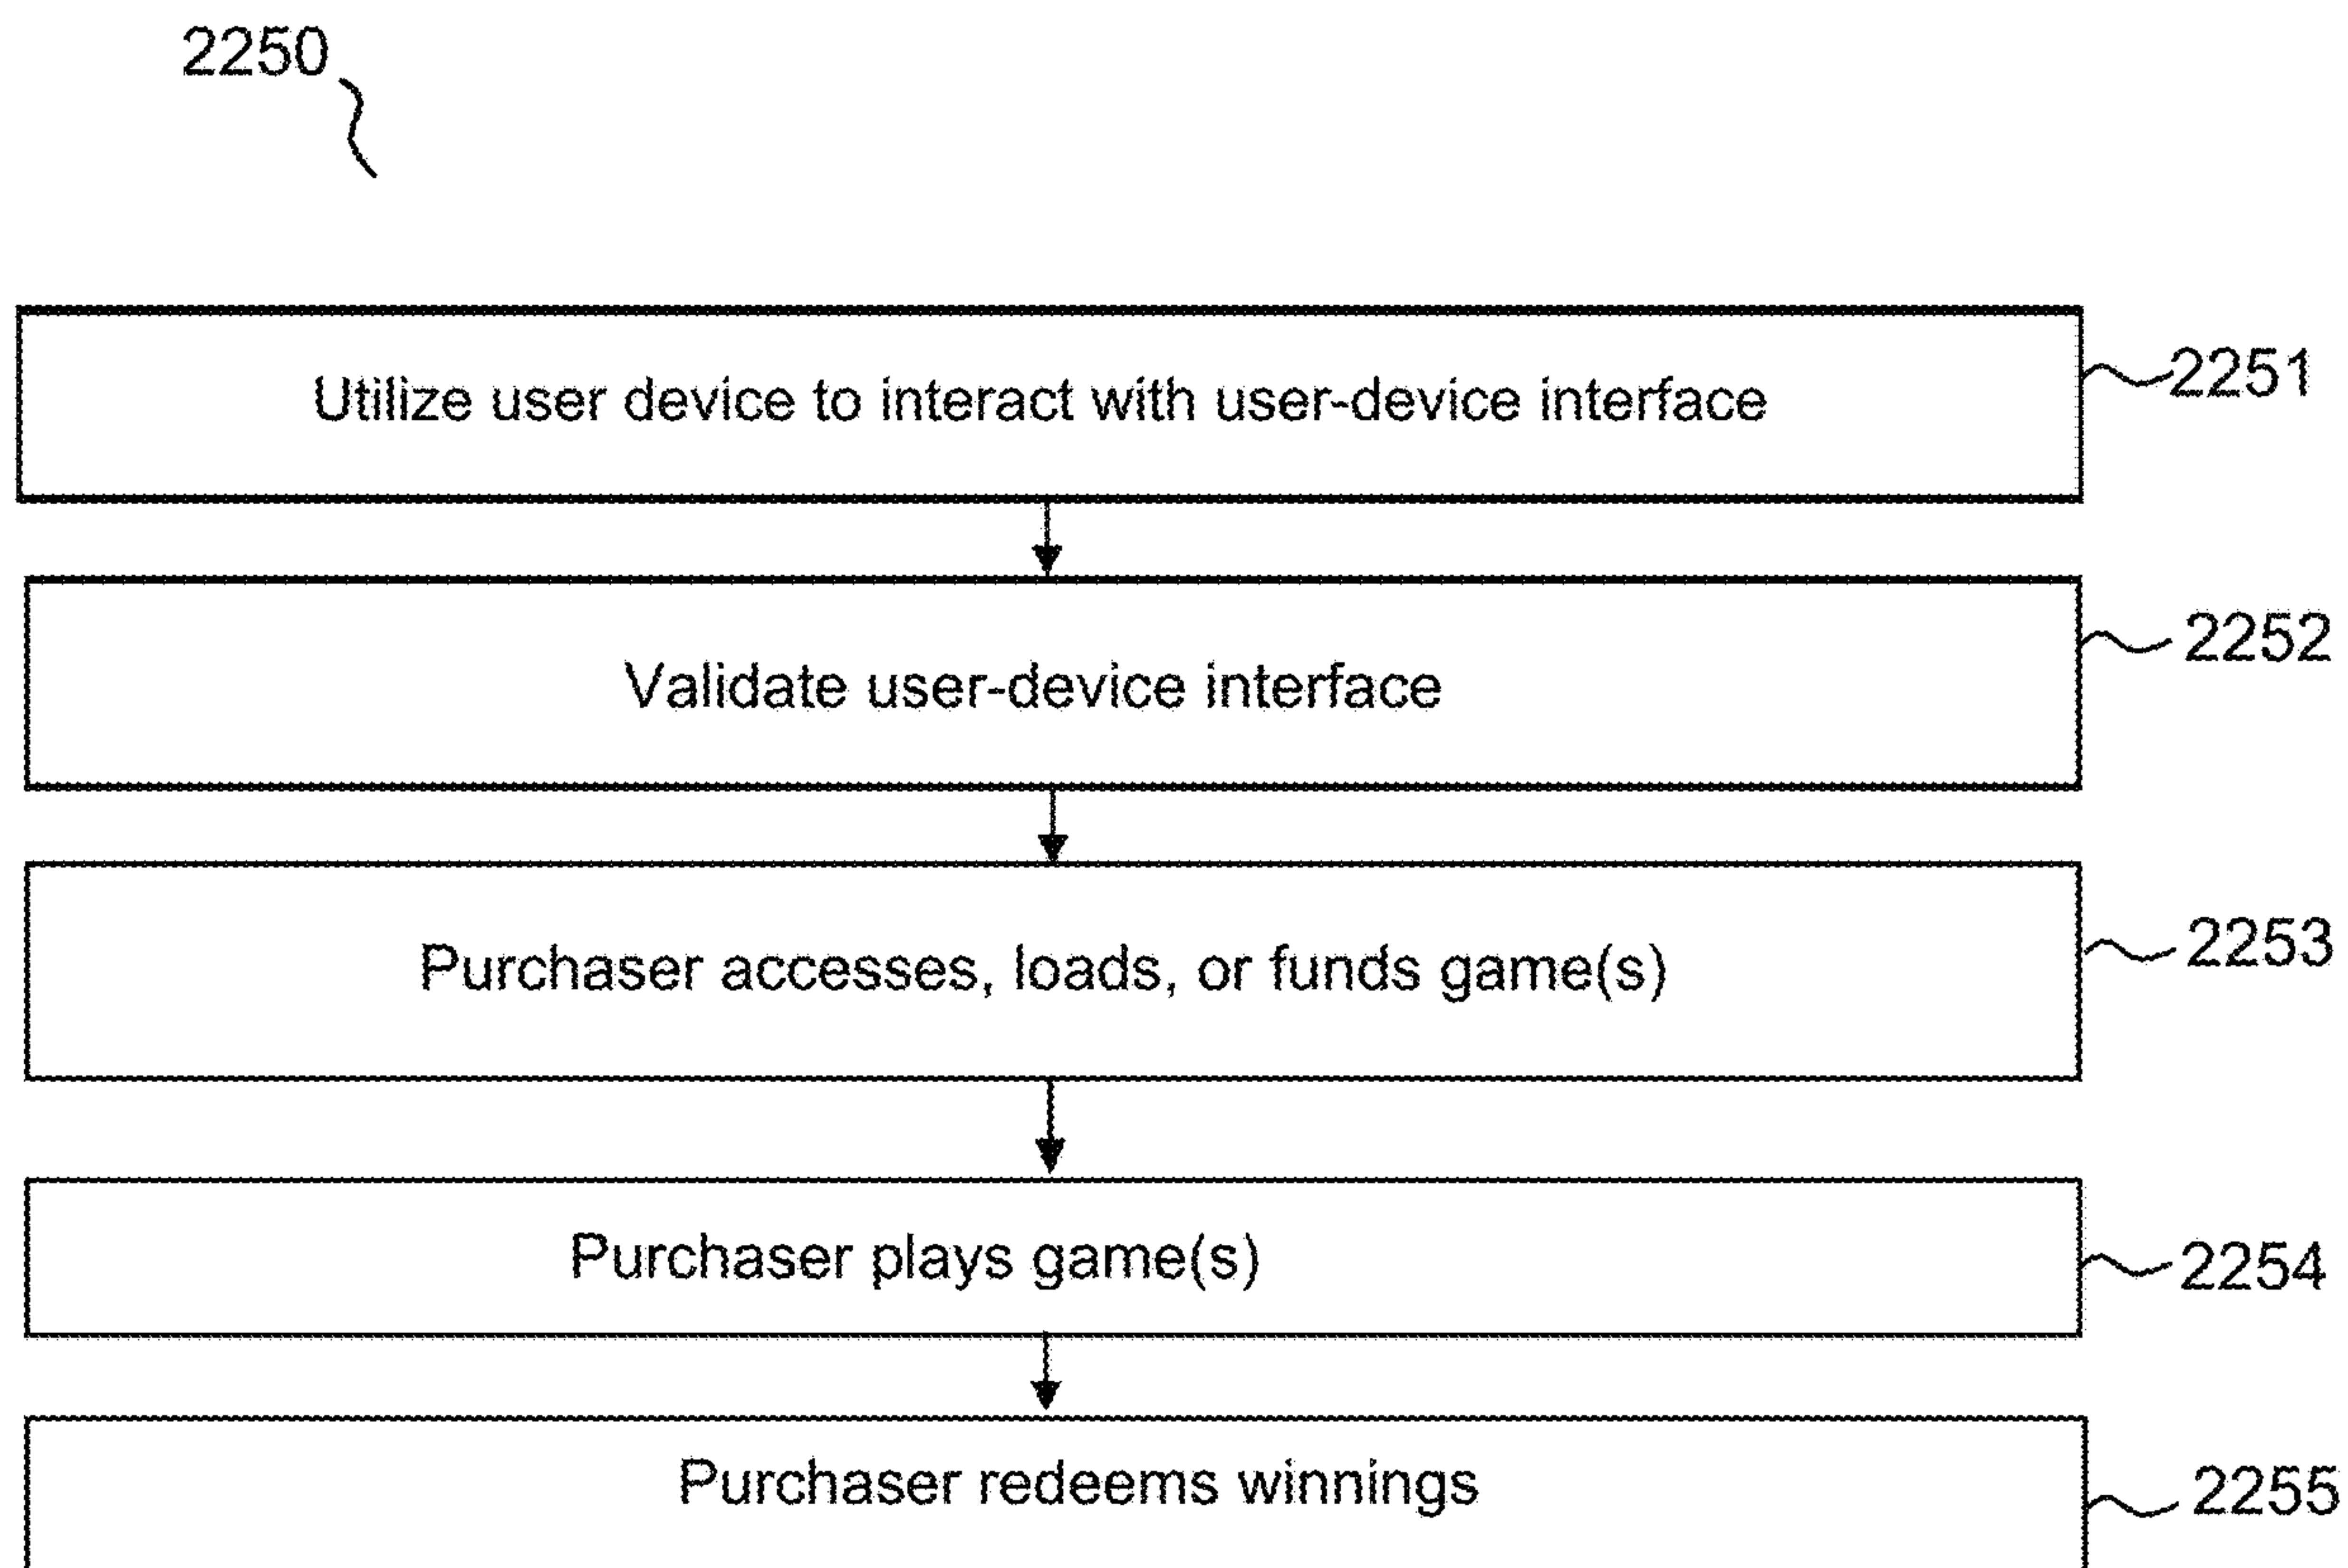 2250
Utilize user device to interact with user-device interface
2251
Validate user-device interface
2252
Purchaser accesses, loads, or funds game(s)
2253
Purchaser plays game(s)
2254
Purchaser redeems winnings
2255